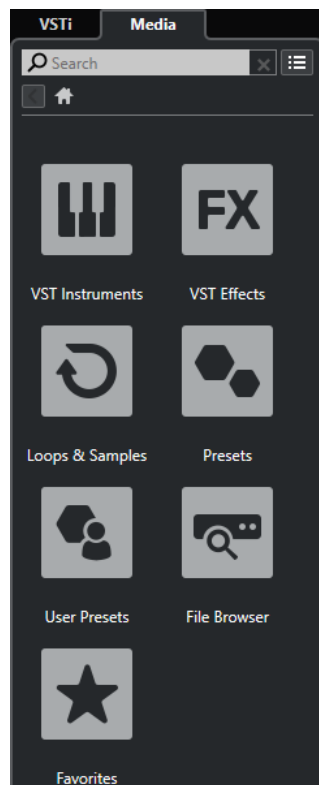 VSTi Media
Search
FX
VST Instruments VST Effects
Loops & Samples Presets
User Presets File Browser
Favorites